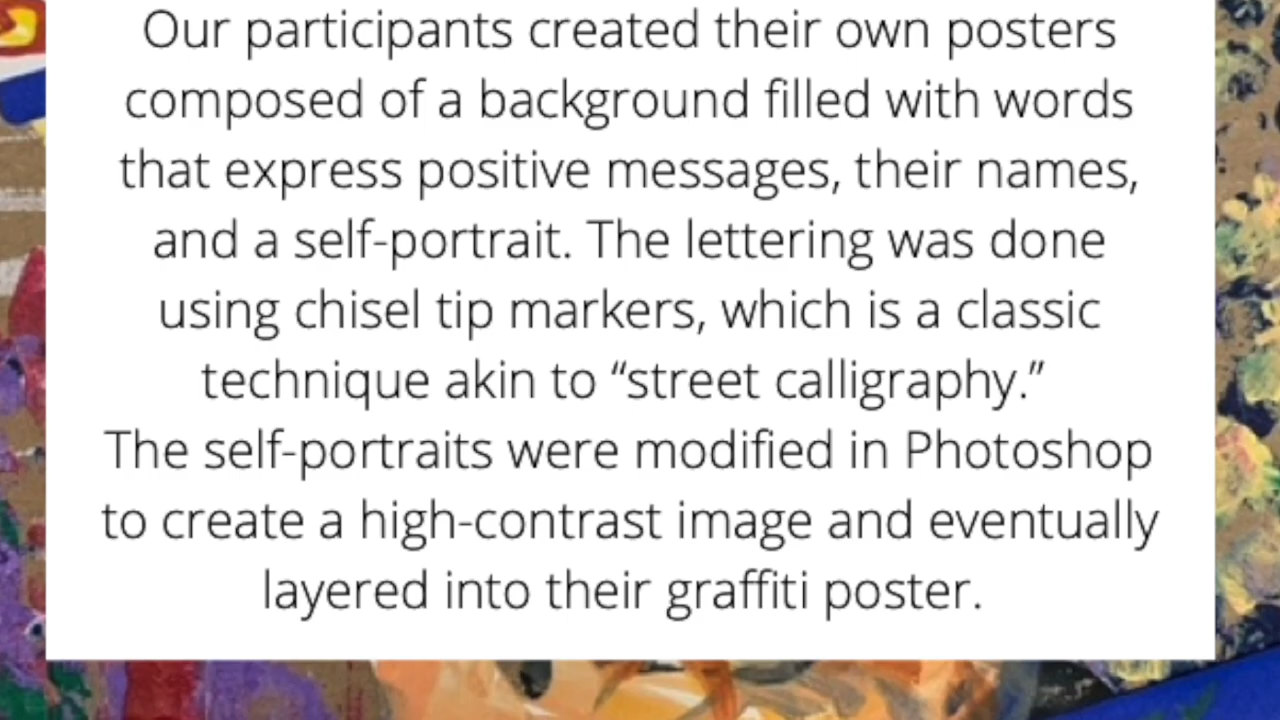 Our participants created their own posters
composed of a background filled with words
that express positive messages, their names,
and a self-portrait. The lettering was done
using chisel tip markers, which is a classic
technique akin to “street calligraphy.”
The self-portraits were modified in Photoshop
to create a high-contrast image and eventually
layered into their graffiti poster.